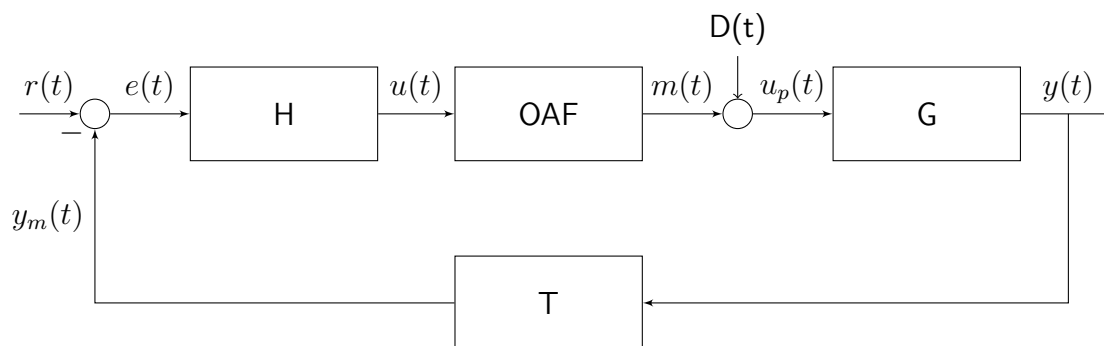 D(t)
r(t) e(t) H u(t) OAF m(t) u_p(t) G y(t)
−
y_m(t)
T